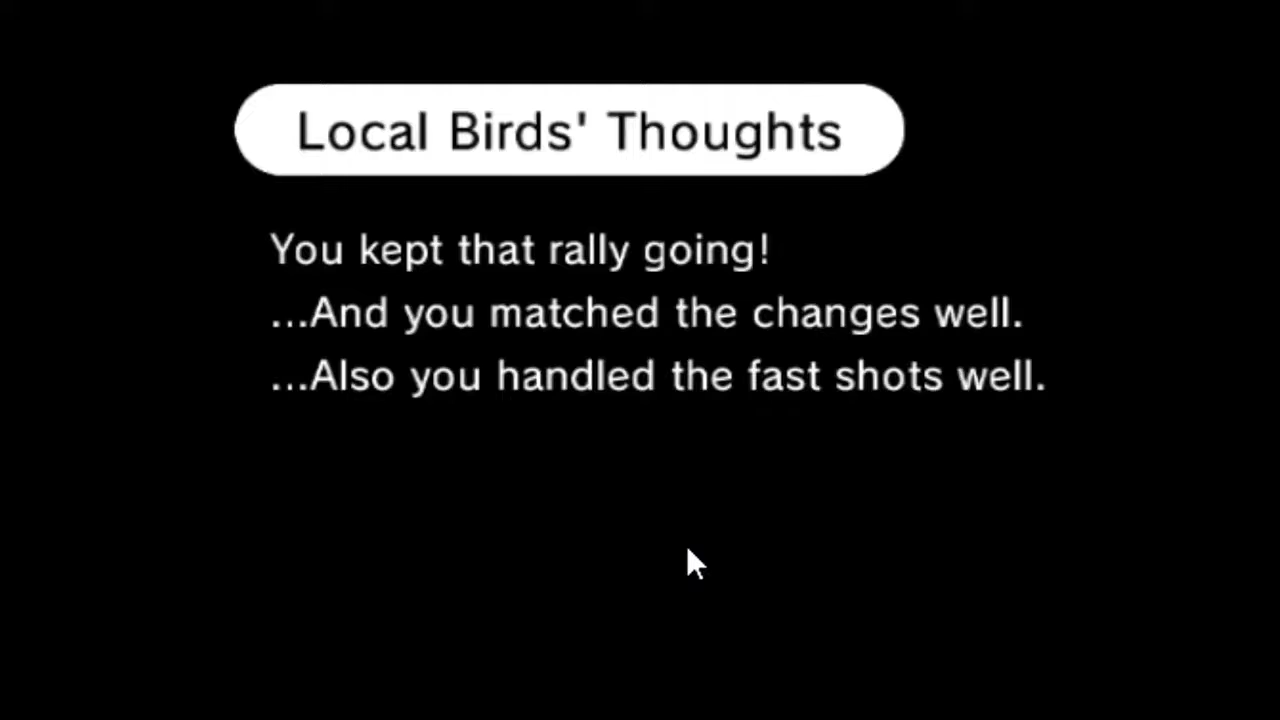 Local Birds' Thoughts
You kept that rally going!
...And you matched the changes well.
...Also you handled the fast shots well.